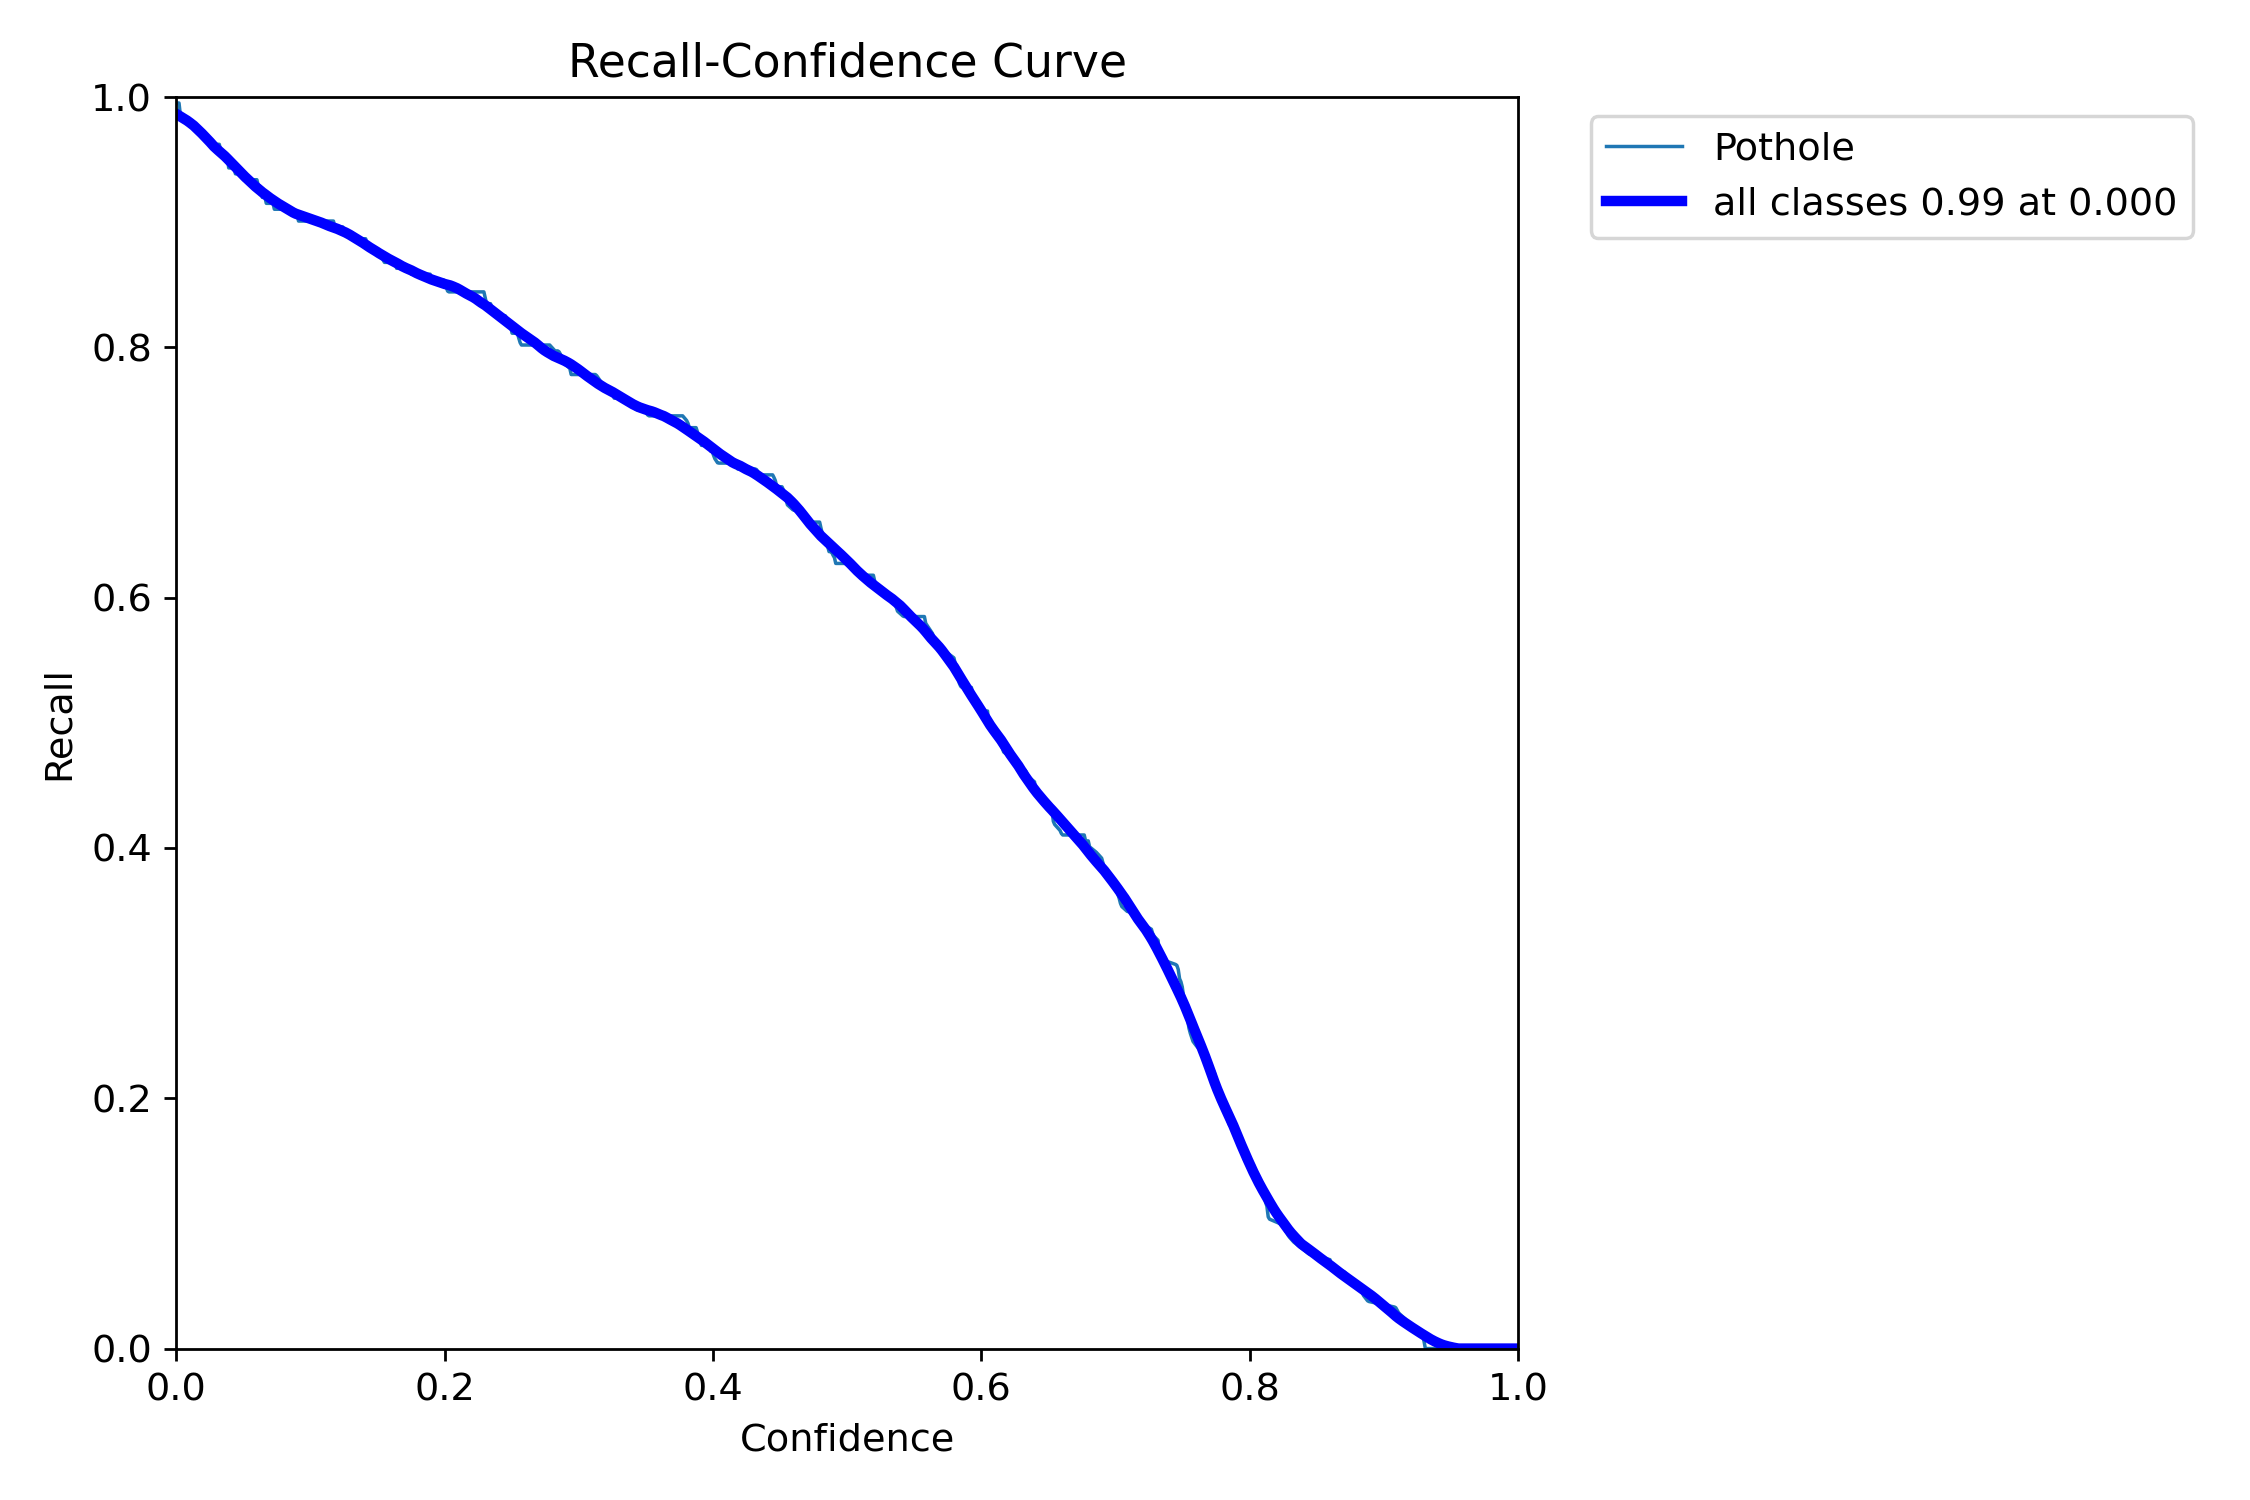 Recall-Confidence Curve
1.0
0.8
0.6
0.4
0.2
0.0
Recall
0.0 0.2 0.4 0.6 0.8 1.0
Confidence
Pothole
all classes 0.99 at 0.000